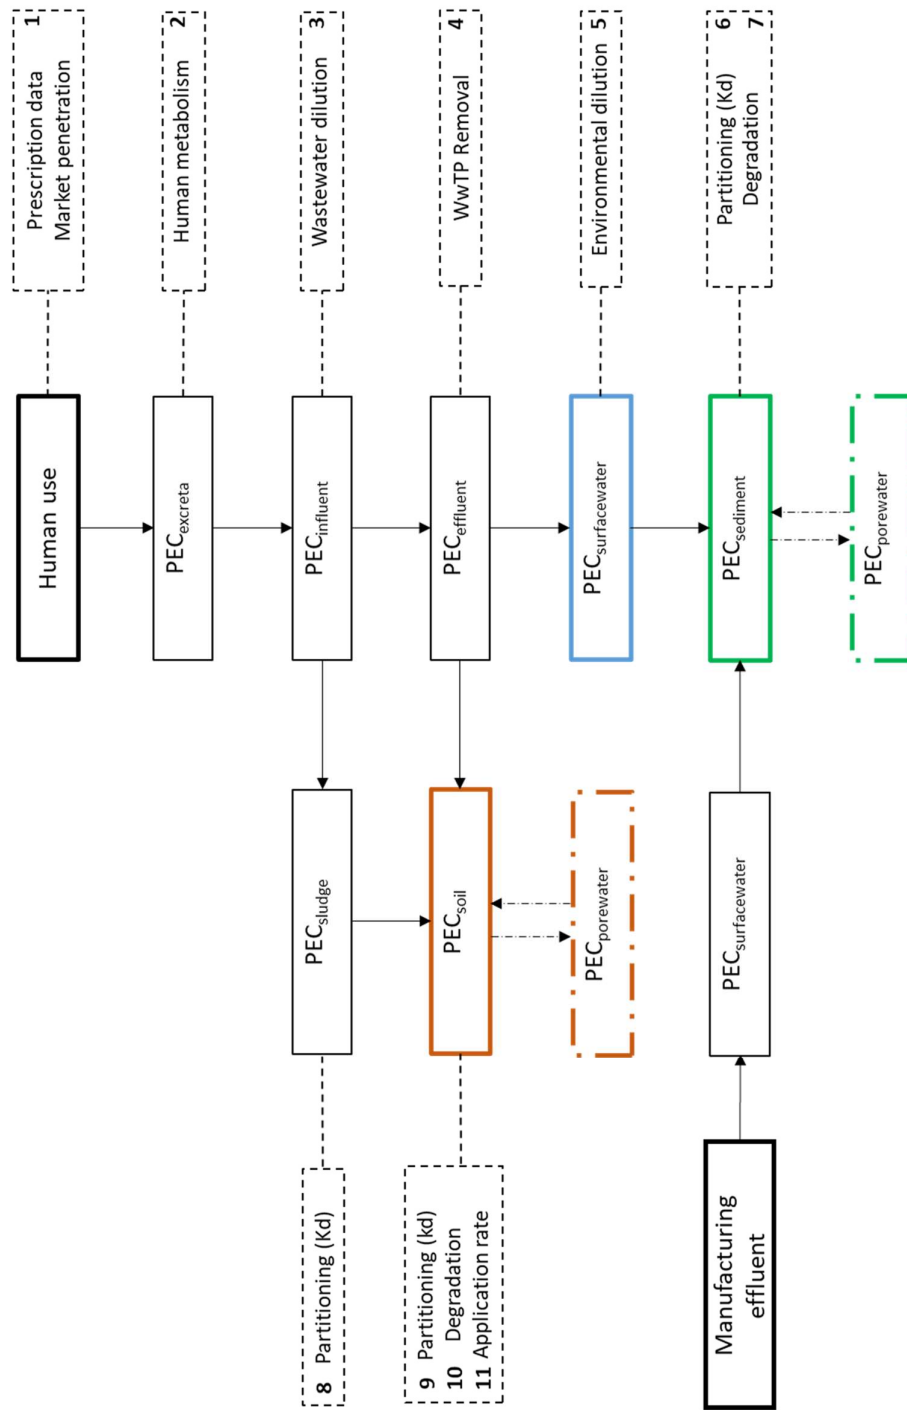 Human use
Prescription data 1
Market penetration
PECexcreta
Human metabolism 2
PECinfluent
Wastewater dilution 3
PECsludge
8 Partitioning (Kd)
PECeffluent
WwTP Removal 4
PECsoil
9 Partitioning (kd)
10 Degradation
11 Application rate
PECporewater
PECsurfacewater
Environmental dilution 5
Manufacturing
effluent
PECsurfacewater
PECsediment
Partitioning (Kd) 6
Degradation 7
PECporewater